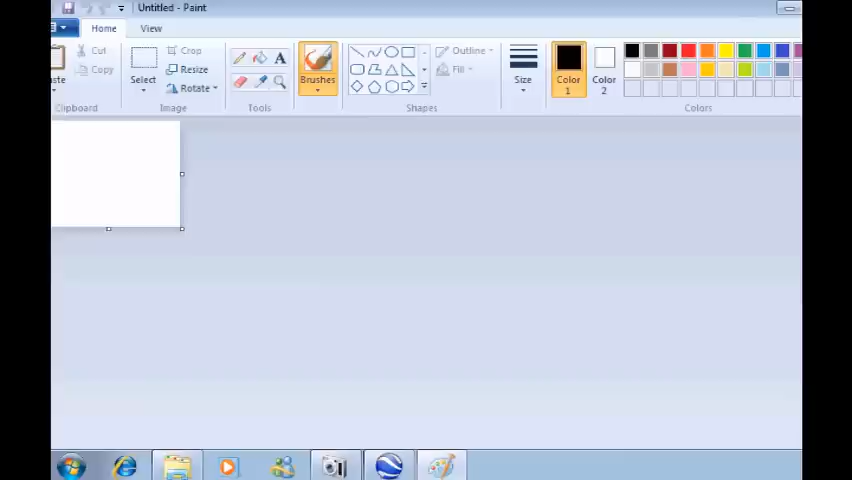 Untitled - Paint
Home View
Cut
Copy
Select
Crop
Resize
Rotate
A
Brushes
Outline
Fill
Size
Color
1
Color
2
Clipboard Image Tools Shapes Colors